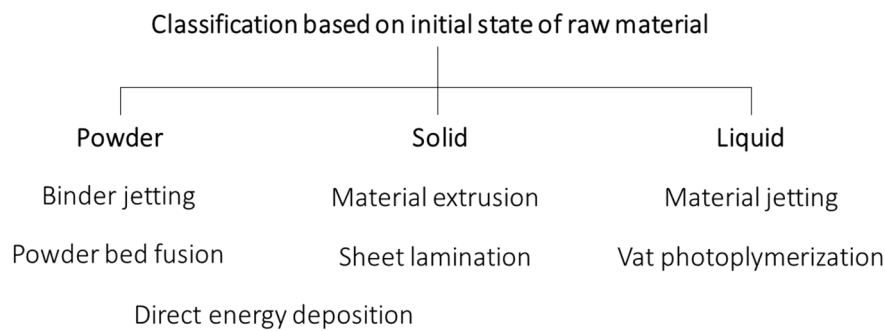 Classification based on initial state of raw material
Powder Solid Liquid
Binder jetting Material extrusion Material jetting
Powder bed fusion Sheet lamination Vat photoplymerization
Direct energy deposition